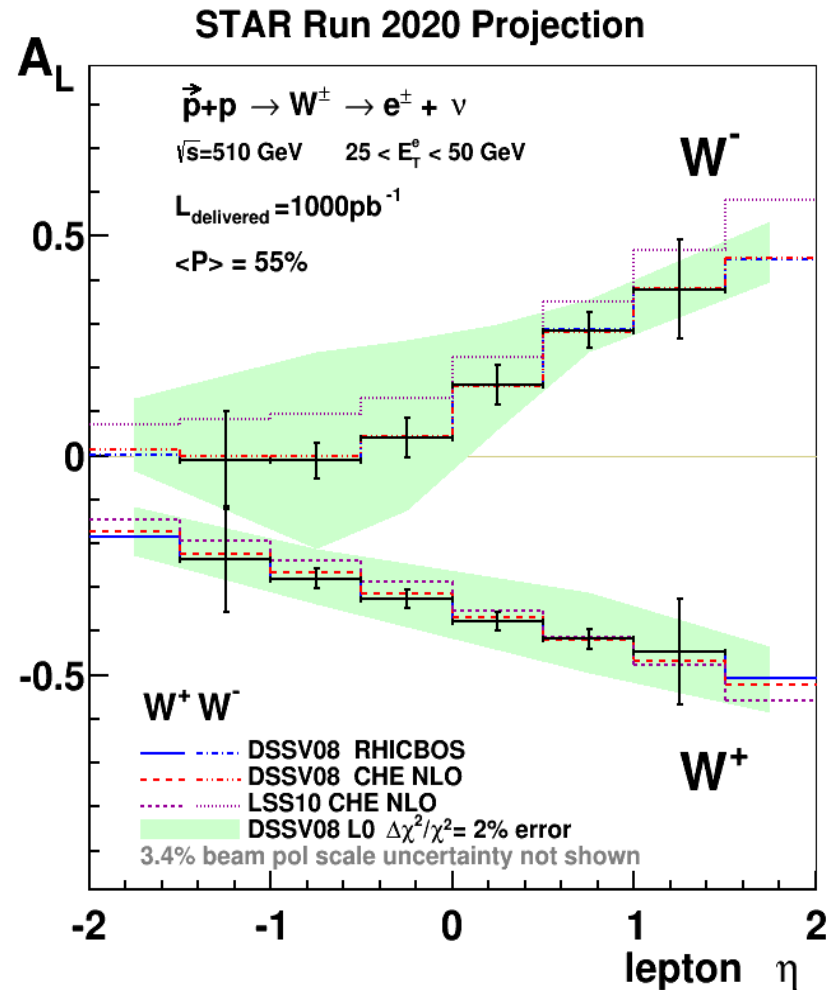 STAR Run 2020 Projection
A_L
p⃗+p → W^± → e^± + ν
√s=510 GeV 25 < E_T^e < 50 GeV
W^-
L_delivered =1000pb^-1
0.5
<P> = 55%
0
-0.5
W^+ W^-
DSSV08 RHICBOS
W^+
DSSV08 CHE NLO
LSS10 CHE NLO
DSSV08 L0 Δχ²/χ²= 2% error
3.4% beam pol scale uncertainty not shown
-2 -1 0 1 2
lepton η